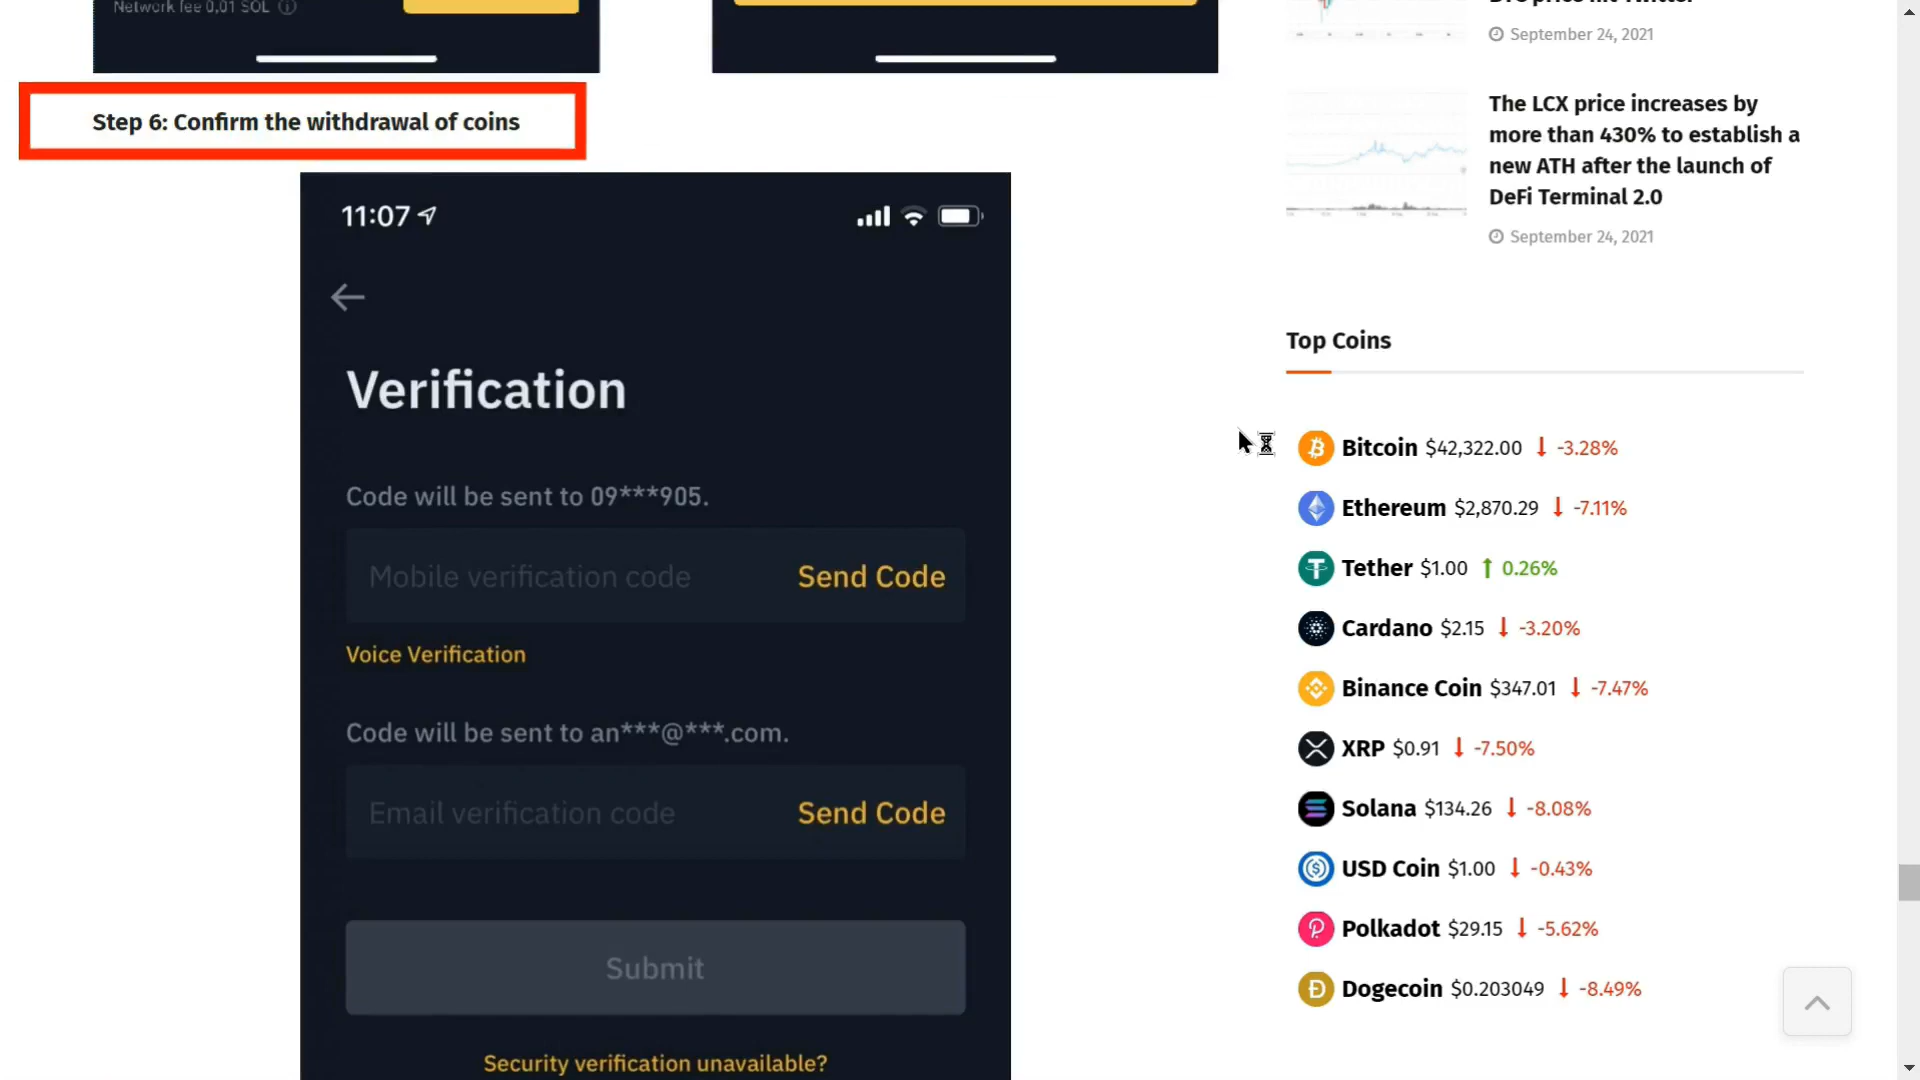 Network fee 0,01 SOL
September 24, 2021
Step 6: Confirm the withdrawal of coins
The LCX price increases by
more than 430% to establish a
new ATH after the launch of
DeFi Terminal 2.0
September 24, 2021
11:07
Verification
Code will be sent to 09***905.
Mobile verification code Send Code
Voice Verification
Code will be sent to an***@***.com.
Email verification code Send Code
Submit
Security verification unavailable?
Top Coins
Bitcoin $42,322.00 -3.28%
Ethereum $2,870.29 -7.11%
Tether $1.00 0.26%
Cardano $2.15 -3.20%
Binance Coin $347.01 -7.47%
XRP $0.91 -7.50%
Solana $134.26 -8.08%
USD Coin $1.00 -0.43%
Polkadot $29.15 -5.62%
Dogecoin $0.203049 -8.49%